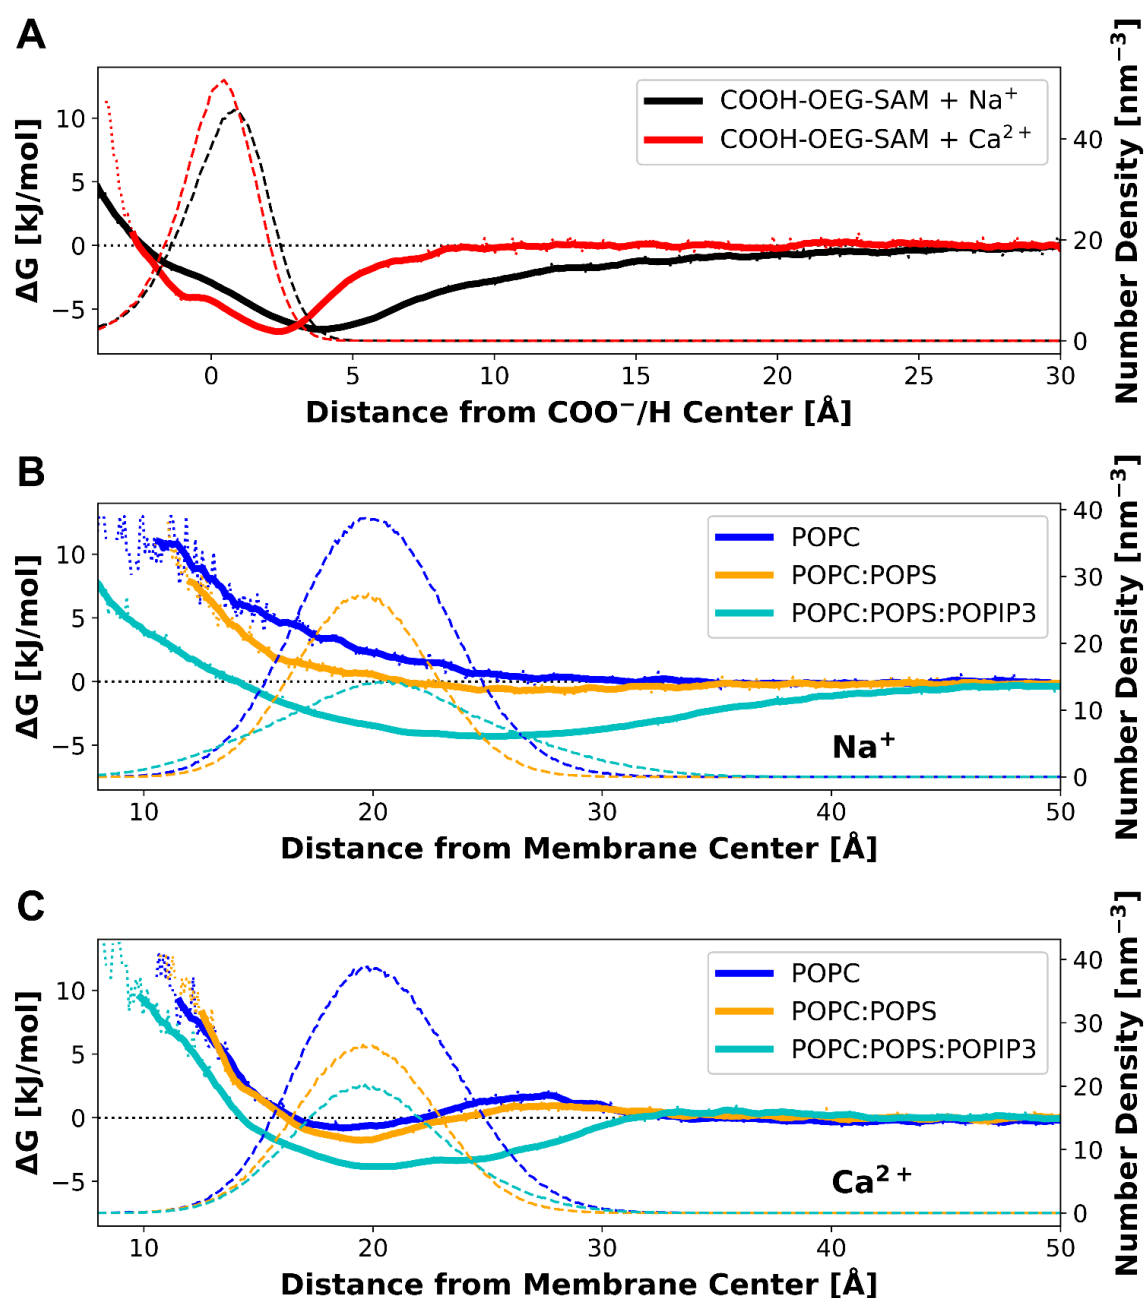 A
ΔG [kJ/mol]
10
5
0
−5
COOH-OEG-SAM + Na⁺
COOH-OEG-SAM + Ca²⁺
40
20
0
Number Density [nm⁻³]
0 5 10 15 20 25 30
Distance from COO⁻/H Center [Å]
B
ΔG [kJ/mol]
10
5
0
−5
POPC
POPC:POPS
POPC:POPS:POPIP3
Na⁺
40
30
20
10
0
Number Density [nm⁻³]
10 20 30 40 50
Distance from Membrane Center [Å]
C
ΔG [kJ/mol]
10
5
0
−5
POPC
POPC:POPS
POPC:POPS:POPIP3
Ca²⁺
40
30
20
10
0
Number Density [nm⁻³]
10 20 30 40 50
Distance from Membrane Center [Å]